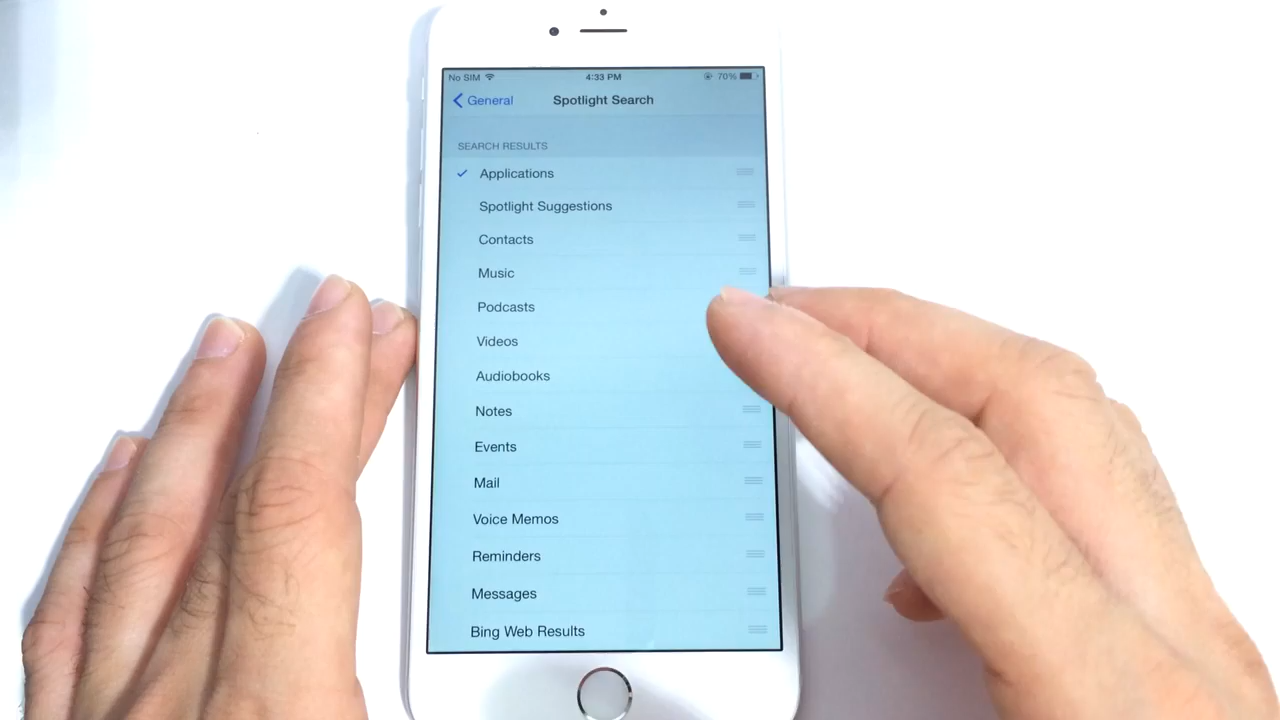 No SIM 4:33 PM 70%
General Spotlight Search
SEARCH RESULTS
Applications
Spotlight Suggestions
Contacts
Music
Podcasts
Videos
Audiobooks
Notes
Events
Mail
Voice Memos
Reminders
Messages
Bing Web Results